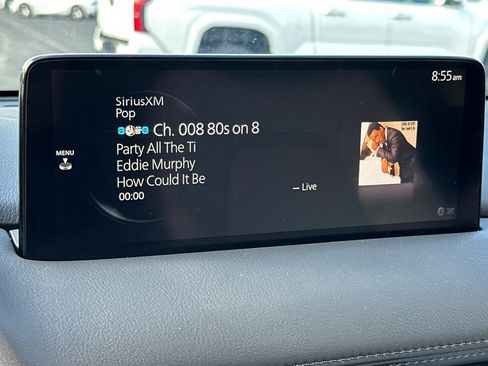 8:55am
SiriusXM
Pop
Ch. 008 80s on 8
MENU
Party All The Ti
Eddie Murphy
How Could It Be
Live
00:00